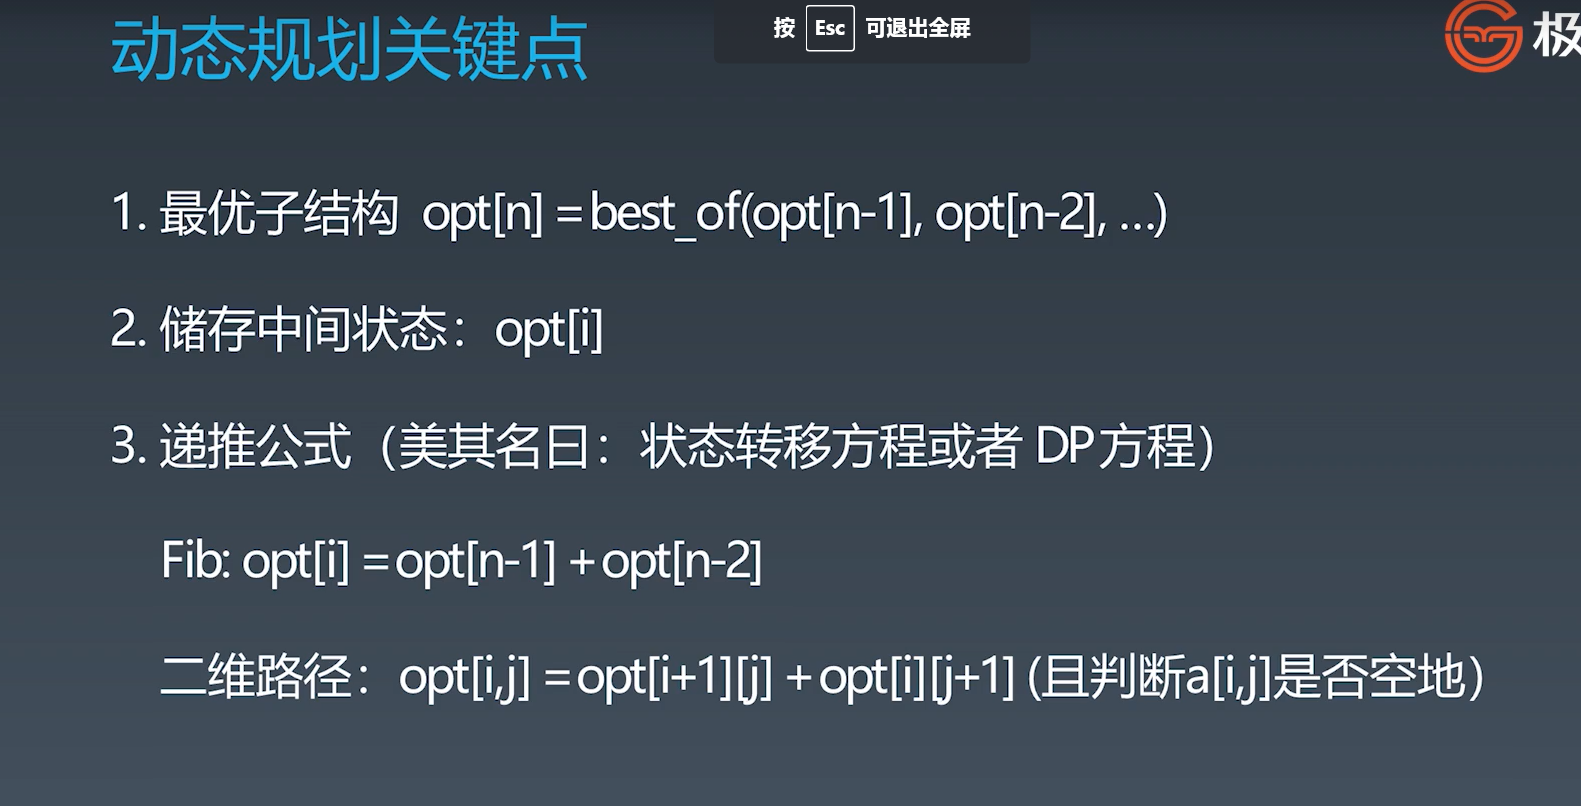 按 Esc 可退出全屏
极
动态规划关键点
1. 最优子结构 opt[n] = best_of(opt[n-1], opt[n-2], …)
2. 储存中间状态：opt[i]
3. 递推公式（美其名曰：状态转移方程或者 DP方程）
Fib: opt[i] = opt[n-1] + opt[n-2]
二维路径：opt[i,j] = opt[i+1][j] + opt[i][j+1] (且判断a[i,j]是否空地）